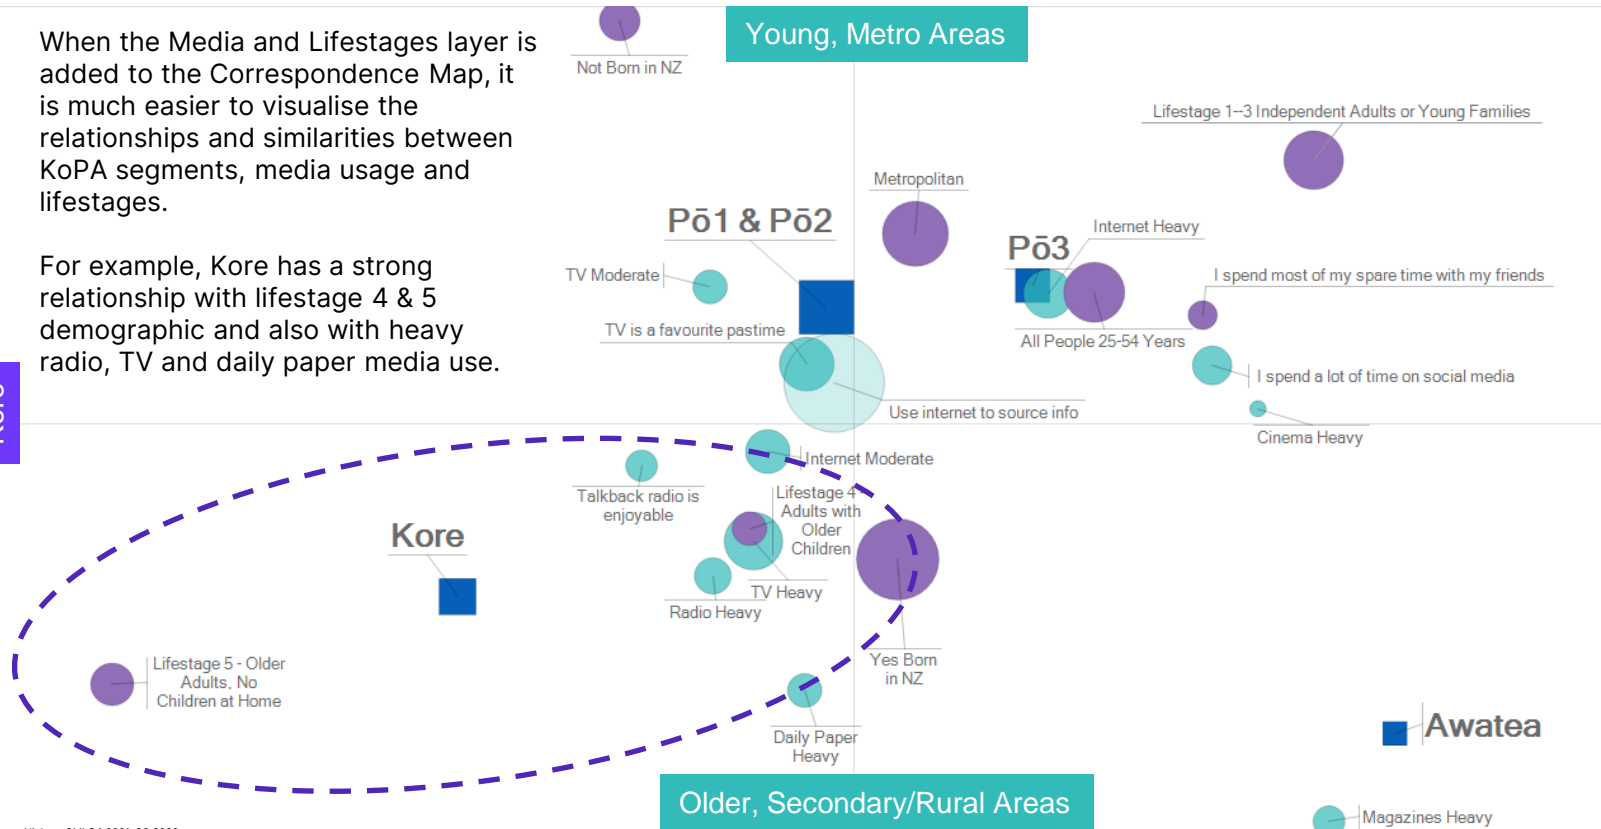 When the Media and Lifestages layer is
added to the Correspondence Map, it
is much easier to visualise the
relationships and similarities between
KoPA segments, media usage and
lifestages.
For example, Kore has a strong
relationship with lifestage 4 & 5
demographic and also with heavy
radio, TV and daily paper media use.
Young, Metro Areas
Not Born in NZ
Lifestage 1--3 Independent Adults or Young Families
Metropolitan
Pō1 & Pō2
Internet Heavy
Pō3
TV Moderate
I spend most of my spare time with my friends
TV is a favourite pastime
All People 25-54 Years
I spend a lot of time on social media
Use internet to source info
Cinema Heavy
Internet Moderate
Talkback radio is
enjoyable
Lifestage 4 -
Adults with
Older
Children
Kore
TV Heavy
Radio Heavy
Lifestage 5 - Older
Adults, No
Children at Home
Yes Born
in NZ
Daily Paper
Heavy
Awatea
Older, Secondary/Rural Areas
Magazines Heavy